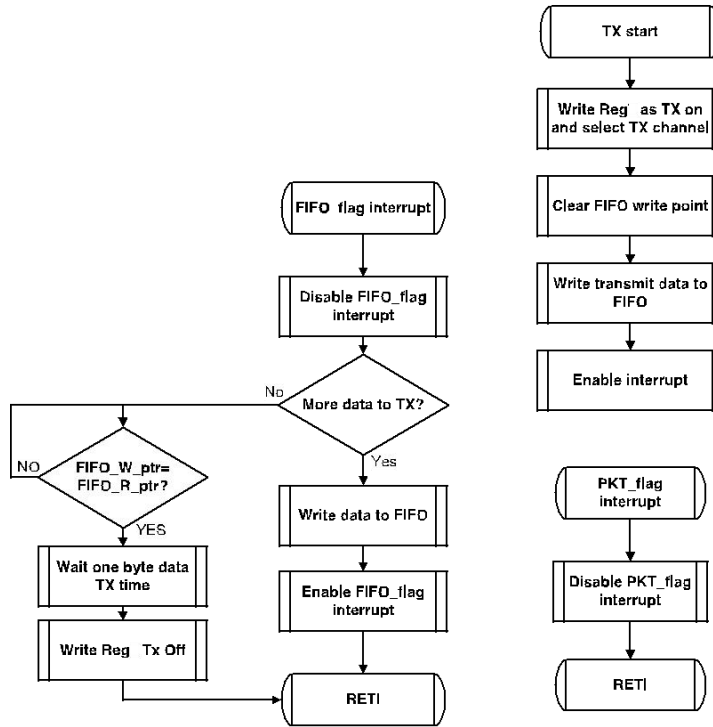 TX start
Write Reg as TX on
and select TX channel
Clear FIFO write point
Write transmit data to
FIFO
Enable interrupt
FIFO flag interrupt
Disable FIFO_flag
interrupt
More data to TX?
No
Yes
FIFO_W_ptr=
FIFO_R_ptr?
NO
YES
Wait one byte data
TX time
Write Reg Tx Off
Write data to FIFO
Enable FIFO_flag
interrupt
RETI
PKT_flag
interrupt
Disable PKT_flag
interrupt
RETI